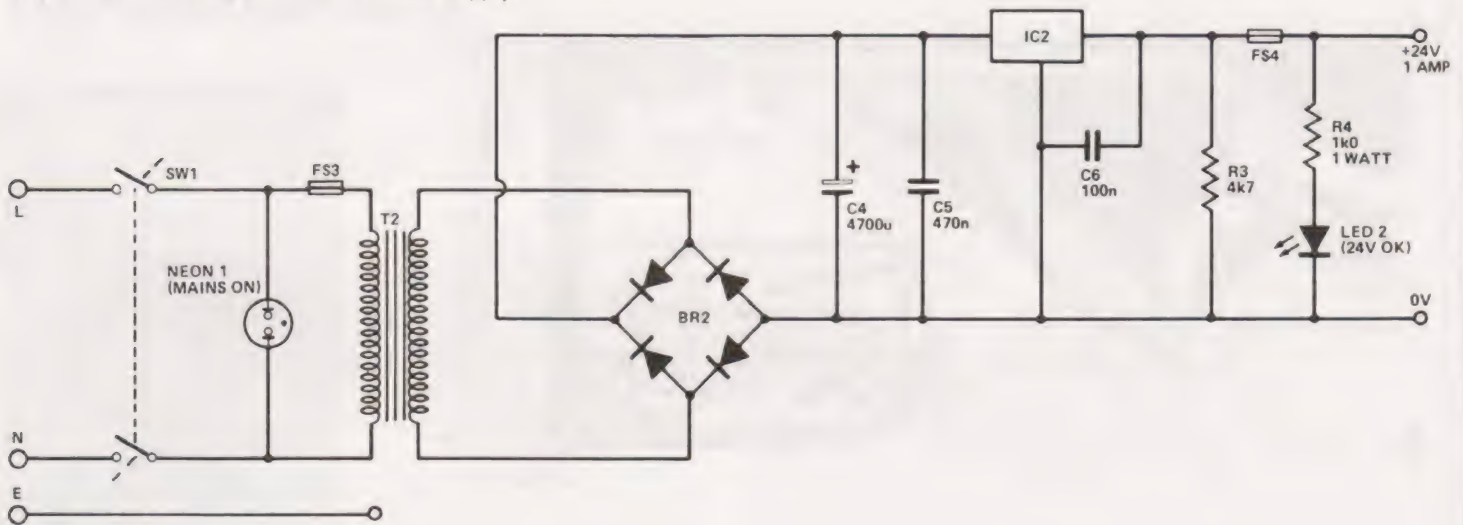 IC2
+24V
1 AMP
FS4
R4
1k0
1 WATT
SW1
FS3
L
C6
100n
R3
4k7
+
C4
4700u
C5
470n
T2
LED 2
(24V OK)
NEON 1
(MAINS ON)
BR2
0V
N
E